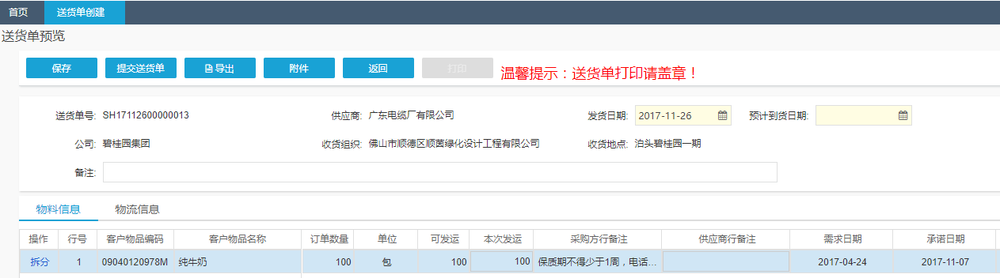 首页 送货单创建
送货单预览
保存 提交送货单 导出 附件 返回 打印 温馨提示：送货单打印请盖章！
送货单号: SH17112600000013 供应商: 广东电缆厂有限公司 发货日期: 2017-11-26 预计到货日期:
公司: 碧桂园集团 收货组织: 佛山市顺德区顺茵绿化设计工程有限公司 收货地点: 泊头碧桂园一期
备注:
物料信息 物流信息
操作 行号 客户物品编码 客户物品名称 订单数量 单位 可发运 本次发运 采购方行备注 供应商行备注 需求日期 承诺日期
拆分 1 09040120978M 纯牛奶 100 包 100 100 保质期不得少于1周，电话... 2017-04-24 2017-11-07